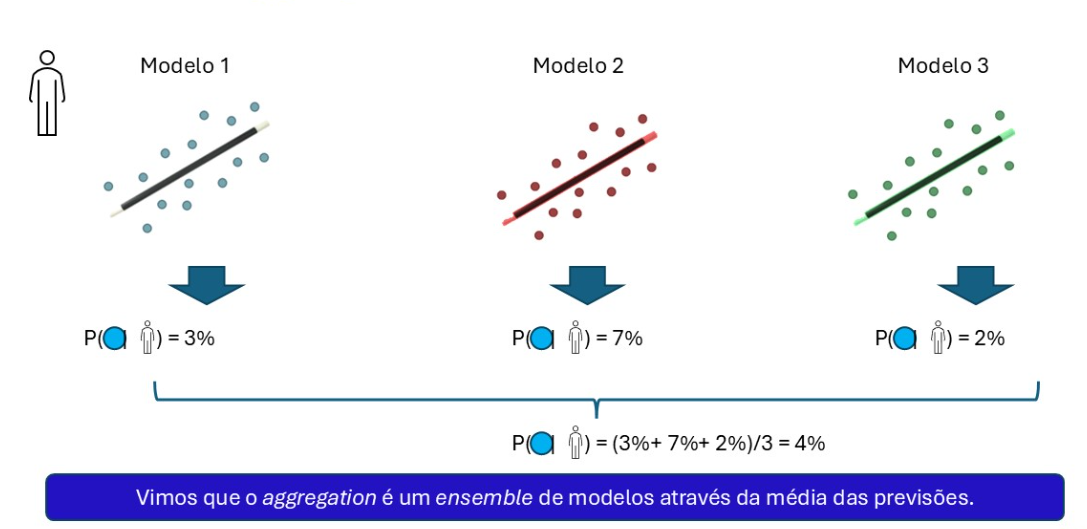 Modelo 1
Modelo 2
Modelo 3
P( | ) = 3%
P( | ) = 7%
P( | ) = 2%
P( | ) = (3%+ 7%+ 2%)/3 = 4%
Vimos que o aggregation é um ensemble de modelos através da média das previsões.